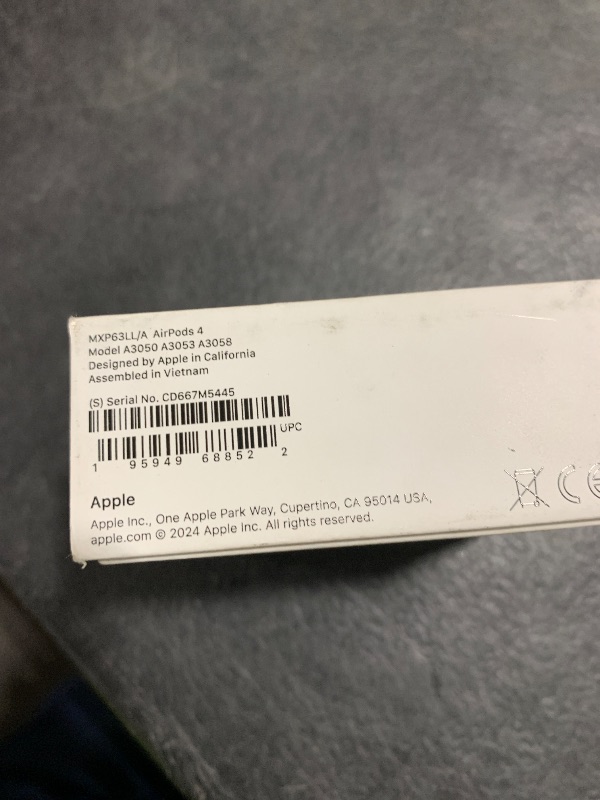 MXP63LL/A AirPods 4
Model A3050 A3053 A3058
Designed by Apple in California
Assembled in Vietnam
(S) Serial No. CD667M5445
UPC
1 95949 68852 2
Apple
Apple Inc., One Apple Park Way, Cupertino, CA 95014 USA,
apple.com © 2024 Apple Inc. All rights reserved.